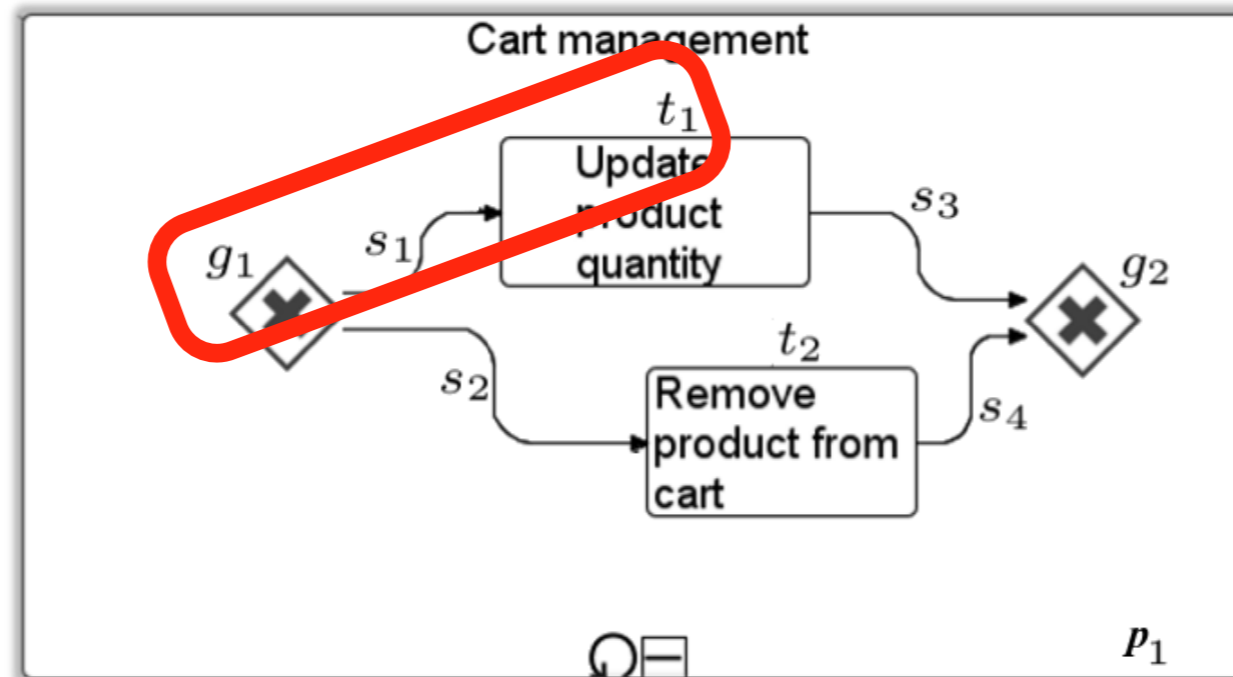 Cart management
t1
Update
product
quantity
s3
g1
s1
g2
t2
s2
Remove
product from
cart
s4
p1